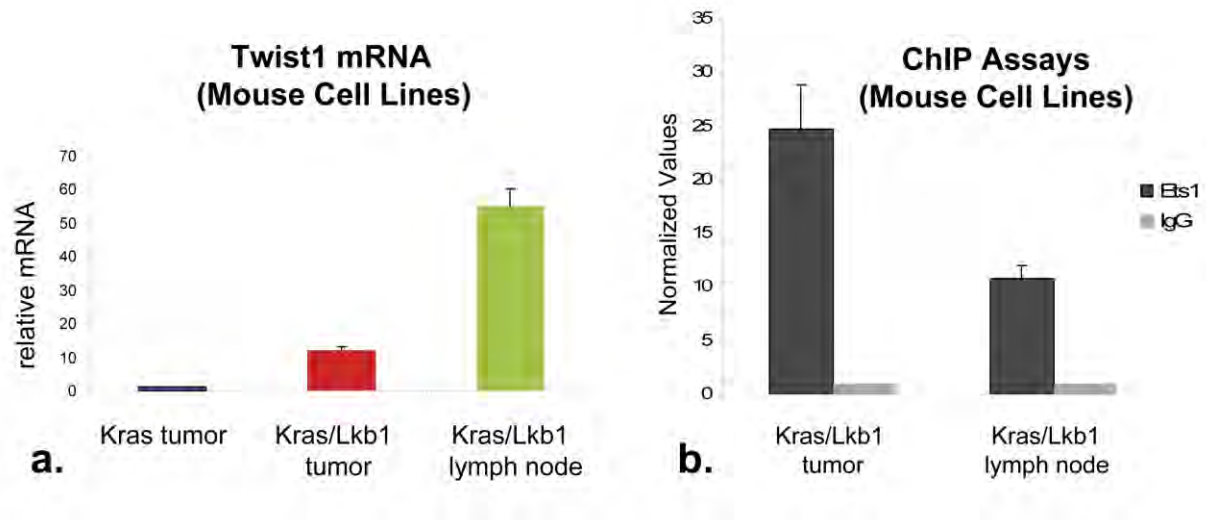 Twist1 mRNA
(Mouse Cell Lines)
relative mRNA
70
60
50
40
30
20
10
0
Kras tumor
Kras/Lkb1
tumor
Kras/Lkb1
lymph node
a.
ChIP Assays
(Mouse Cell Lines)
Normalized Values
35
30
25
20
15
10
5
0
Ets1
IgG
Kras/Lkb1
tumor
Kras/Lkb1
lymph node
b.